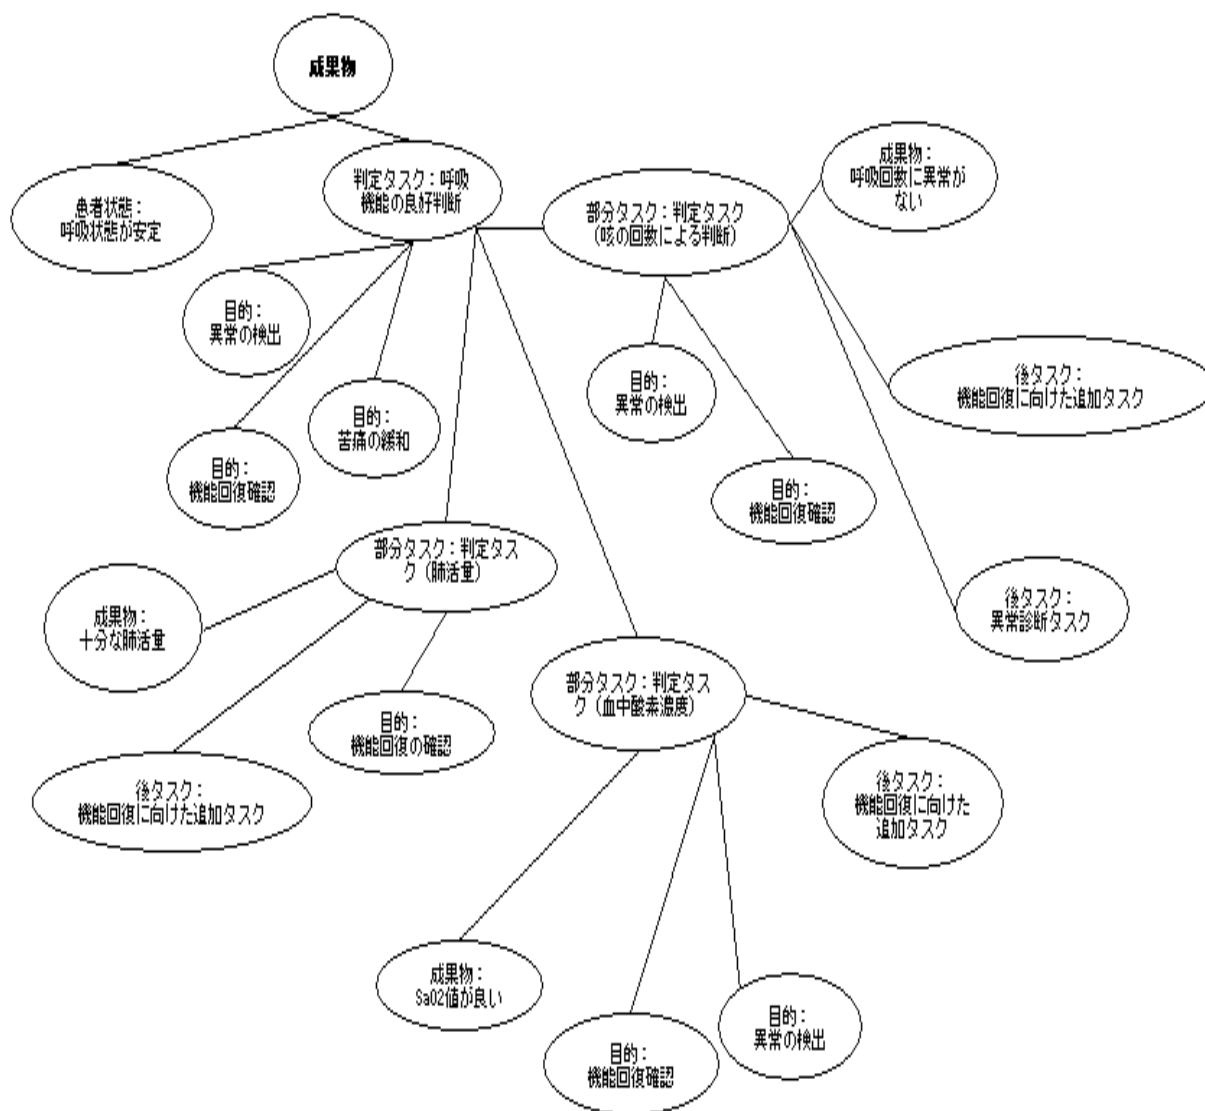 成果物
患者状態：
呼吸状態が安定
判定タスク：呼吸
機能の良好判断
部分タスク：判定タスク
（咳の回数による判断）
成果物：
呼吸回数に異常が
ない
目的：
異常の検出
目的：
苦痛の緩和
目的：
機能回復確認
目的：
異常の検出
目的：
機能回復確認
後タスク：
機能回復に向けた追加タスク
後タスク：
異常診断タスク
部分タスク：判定タス
ク（肺活量）
成果物：
十分な肺活量
目的：
機能回復の確認
後タスク：
機能回復に向けた追加タスク
部分タスク：判定タス
ク（血中酸素濃度）
後タスク：
機能回復に向けた
追加タスク
成果物：
SaO2値が良い
目的：
機能回復確認
目的：
異常の検出